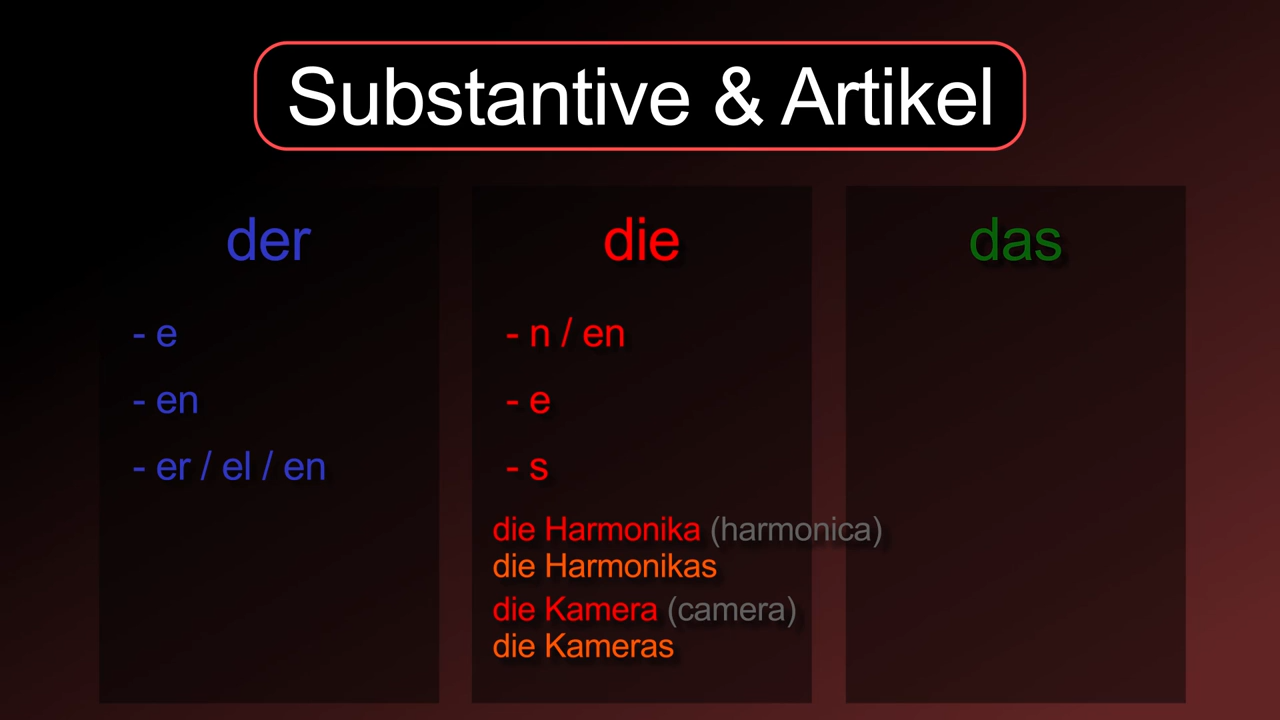 Substantive & Artikel
der
- e
- en
- er / el / en
die
- n / en
- e
- s
die Harmonika (harmonica)
die Harmonikas
die Kamera (camera)
die Kameras
das